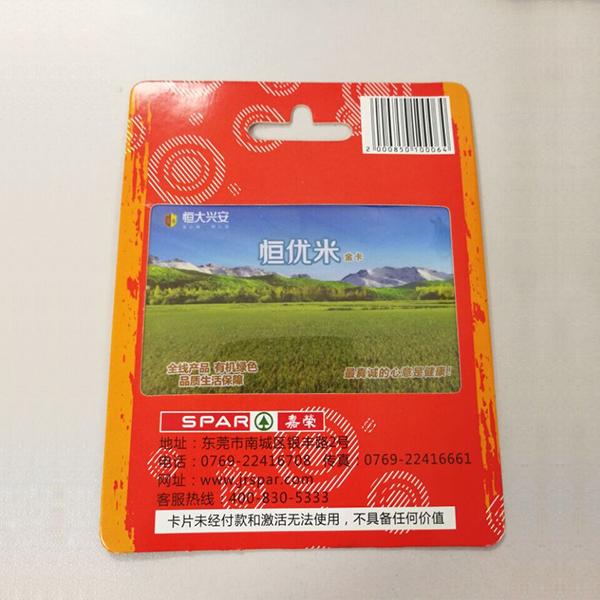 2 000850 100064
恒大兴安
恒优米 金卡
全线产品 有机绿色
品质生活保障
最真诚的心意是健康!
SPAR 嘉荣
地址:东莞市南城区银丰路2号
电话:0769-22416708 传真:0769-22416661
网址:www.jrspar.com
客服热线:400-830-5333
卡片未经付款和激活无法使用,不具备任何价值